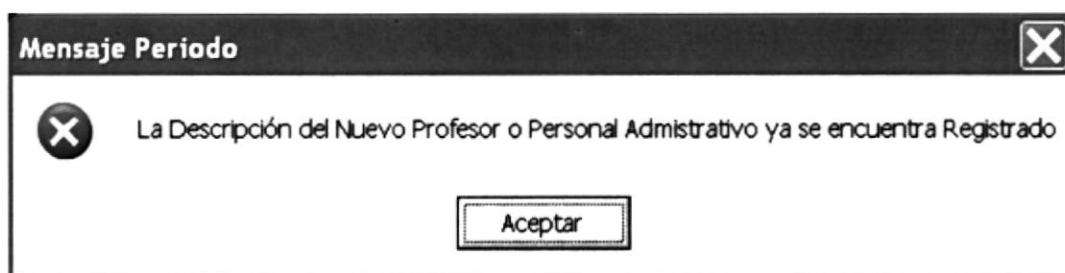 Mensaje Periodo
La Descripción del Nuevo Profesor o Personal Admistrativo ya se encuentra Registrado
Aceptar